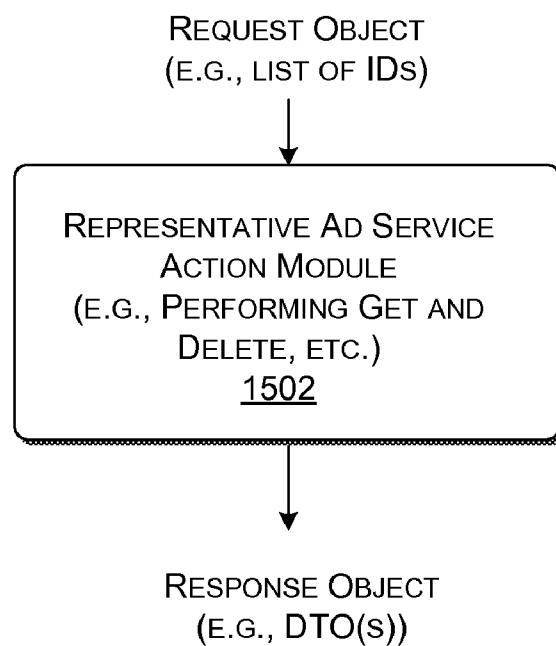 REQUEST OBJECT
(E.G., LIST OF IDS)
REPRESENTATIVE AD SERVICE
ACTION MODULE
(E.G., PERFORMING GET AND
DELETE, ETC.)
1502
RESPONSE OBJECT
(E.G., DTO(S))